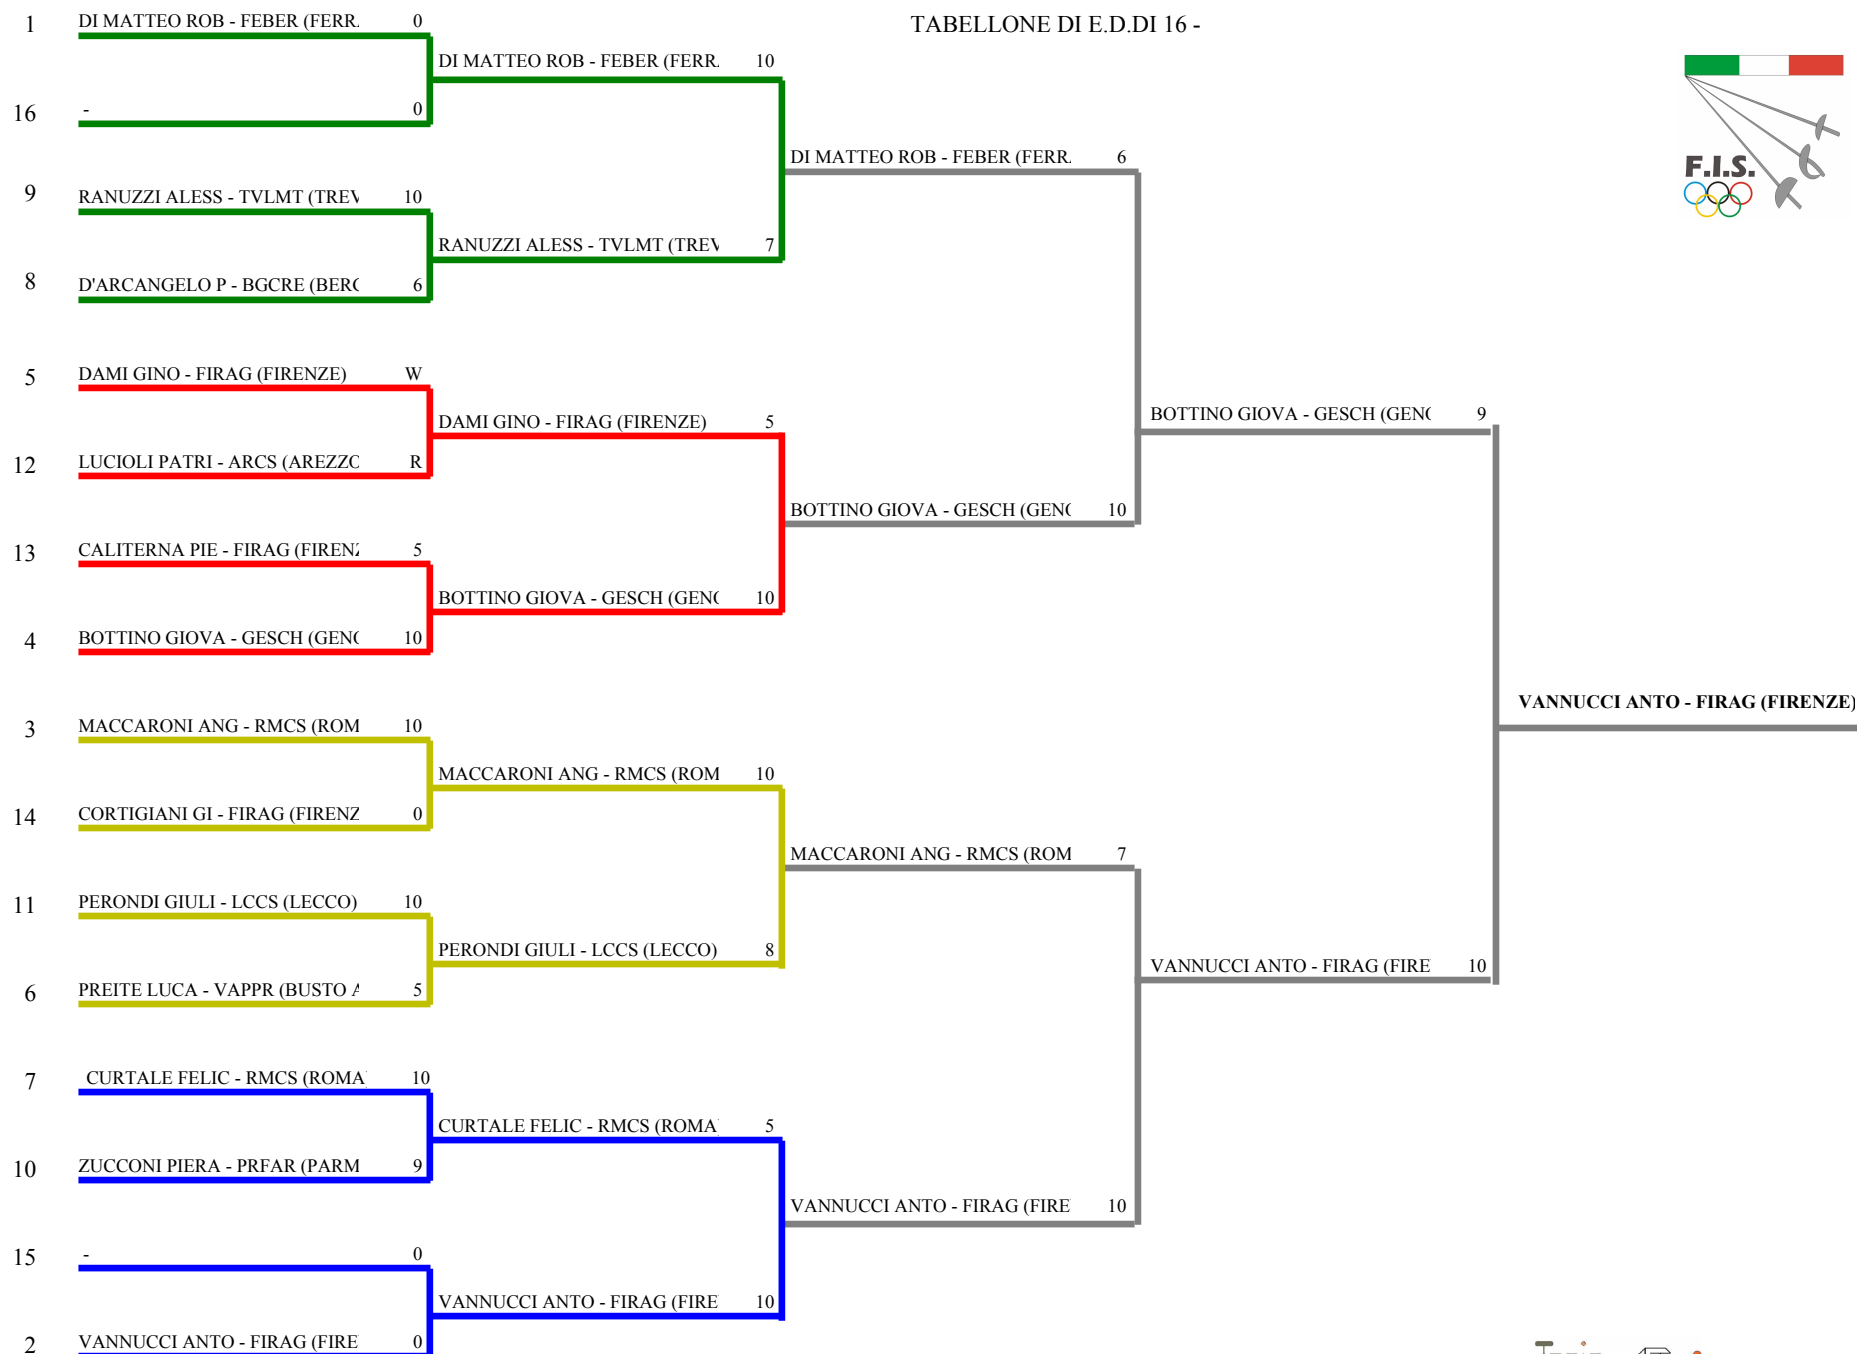 TABELLONE DI E.D.DI 16 -
F.I.S.
1 DI MATTEO ROB - FEBER (FERR. 0
DI MATTEO ROB - FEBER (FERR. 10
16 - 0
DI MATTEO ROB - FEBER (FERR. 6
9 RANUZZI ALESS - TVLMT (TREV 10
RANUZZI ALESS - TVLMT (TREV 7
8 D'ARCANGELO P - BGCRE (BERG 6
5 DAMI GINO - FIRAG (FIRENZE) W
BOTTINO GIOVA - GESCH (GENO 9
DAMI GINO - FIRAG (FIRENZE) 5
12 LUCIOLI PATRI - ARCS (AREZZO R
BOTTINO GIOVA - GESCH (GENO 10
13 CALITERNA PIE - FIRAG (FIRENZ 5
BOTTINO GIOVA - GESCH (GENO 10
4 BOTTINO GIOVA - GESCH (GENO 10
VANNUCCI ANTO - FIRAG (FIRENZE)
3 MACCARONI ANG - RMCS (ROM 10
MACCARONI ANG - RMCS (ROM 10
14 CORTIGIANI GI - FIRAG (FIRENZ 0
MACCARONI ANG - RMCS (ROM 7
11 PERONDI GIULI - LCCS (LECCO) 10
PERONDI GIULI - LCCS (LECCO) 8
VANNUCCI ANTO - FIRAG (FIRE 10
6 PREITE LUCA - VAPPR (BUSTO A 5
7 CURTALE FELIC - RMCS (ROMA) 10
CURTALE FELIC - RMCS (ROMA) 5
10 ZUCCONI PIERA - PRFAR (PARM 9
VANNUCCI ANTO - FIRAG (FIRE 10
15 - 0
VANNUCCI ANTO - FIRAG (FIRE 10
2 VANNUCCI ANTO - FIRAG (FIRE 0